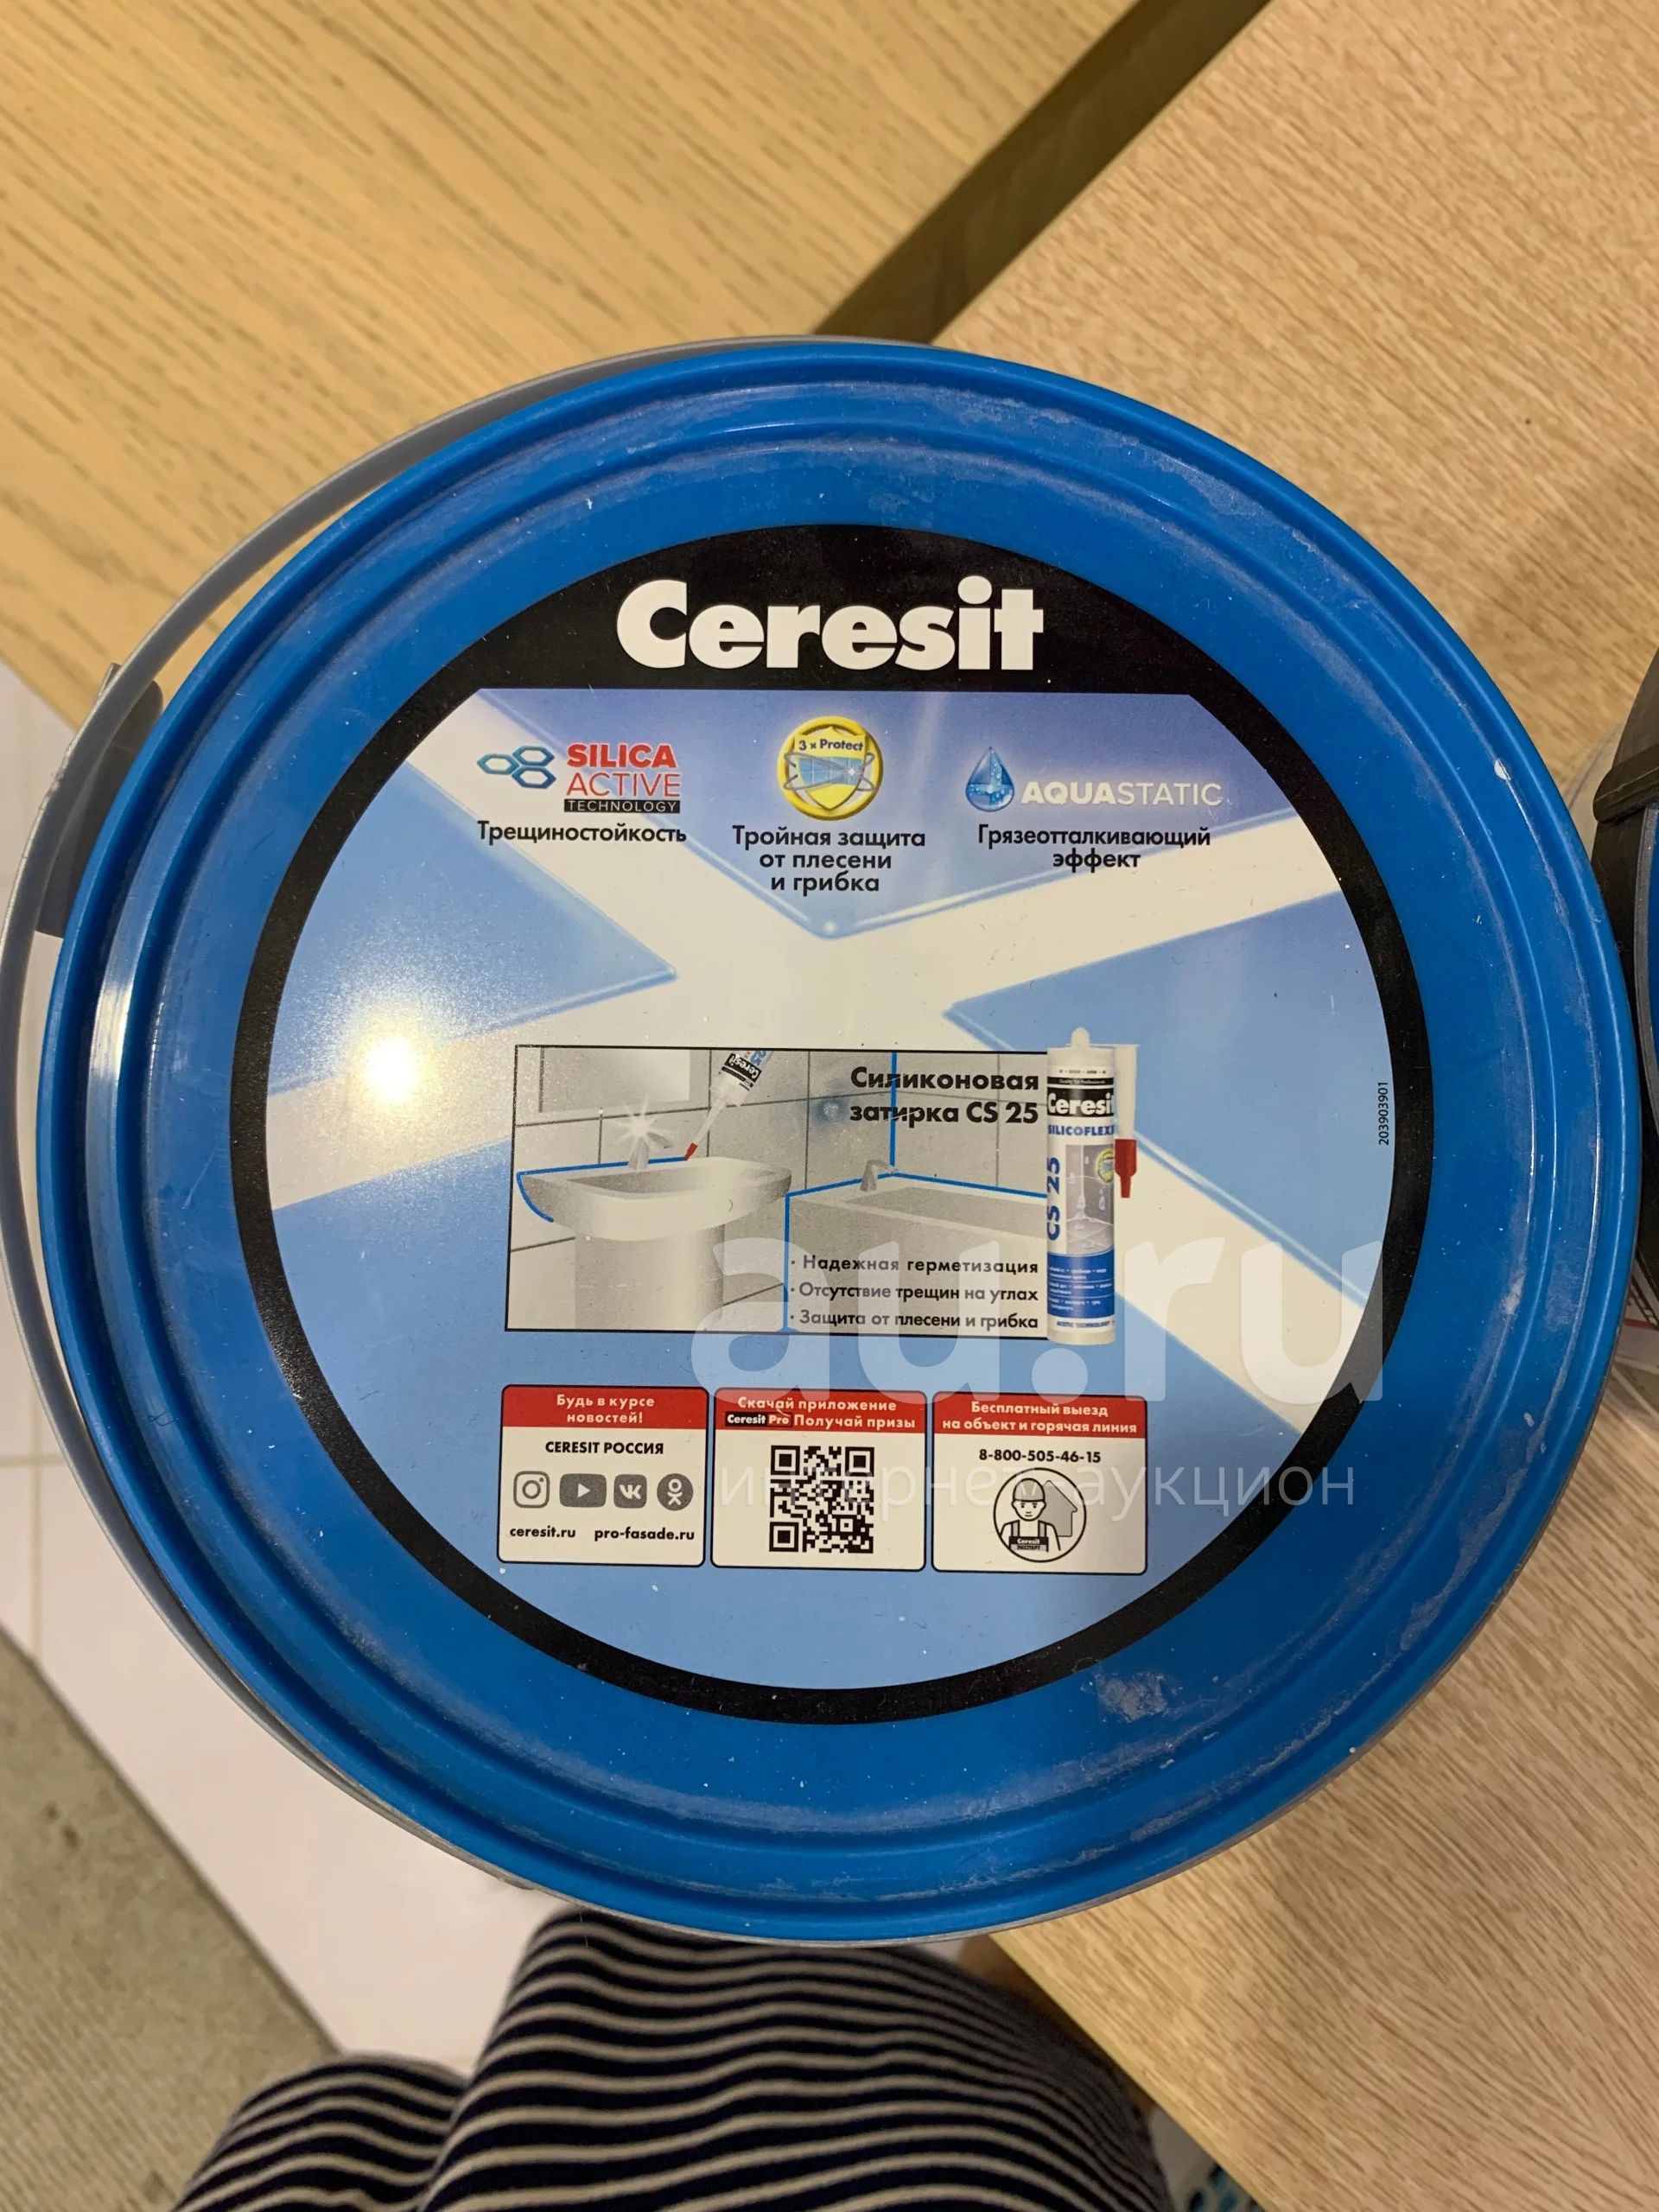 Ceresit
SILICA
ACTIVE
TECHNOLOGY
Трещиностойкость
3 x Protect
Тройная защита
от плесени
и грибка
AQUASTATIC
Грязеотталкивающий
эффект
Ceresit
Силиконовая
затирка CS 25
Ceresit
SILICOFLEX
CS 25
· Надежная герметизация
· Отсутствие трещин на углах
· Защита от плесени и грибка
203903901
Будь в курсе
новостей!
CERESIT РОССИЯ
ceresit.ru pro-fasade.ru
Скачай приложение
Ceresit Pro Получай призы
Бесплатный выезд
на объект и горячая линия
8-800-505-46-15
Ceresit
au.ru
интернет-аукцион